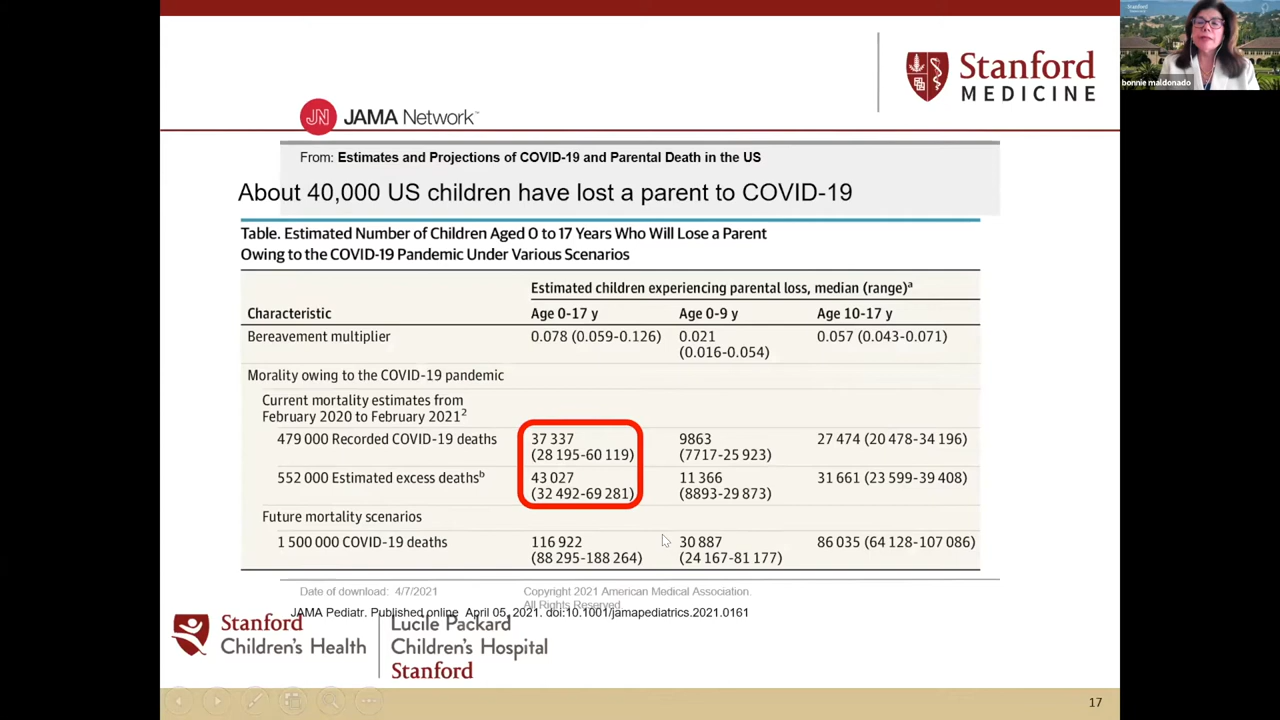 Stanford
MEDICINE
bonnie maldonado
JN JAMA Network™
From: Estimates and Projections of COVID-19 and Parental Death in the US
About 40,000 US children have lost a parent to COVID-19
Table. Estimated Number of Children Aged 0 to 17 Years Who Will Lose a Parent
Owing to the COVID-19 Pandemic Under Various Scenarios
Estimated children experiencing parental loss, median (range)ᵃ
Characteristic Age 0-17 y Age 0-9 y Age 10-17 y
Bereavement multiplier 0.078 (0.059-0.126) 0.021 0.057 (0.043-0.071)
(0.016-0.054)
Morality owing to the COVID-19 pandemic
Current mortality estimates from
February 2020 to February 2021²
479 000 Recorded COVID-19 deaths 37 337 9863 27 474 (20 478-34 196)
(28 195-60 119) (7717-25 923)
552 000 Estimated excess deathsᵇ 43 027 11 366 31 661 (23 599-39 408)
(32 492-69 281) (8893-29 873)
Future mortality scenarios
1 500 000 COVID-19 deaths 116 922 30 887 86 035 (64 128-107 086)
(88 295-188 264) (24 167-81 177)
Date of download: 4/7/2021 Copyright 2021 American Medical Association.
All Rights Reserved
JAMA Pediatr. Published online April 05, 2021. doi:10.1001/jamapediatrics.2021.0161
Stanford
Children's Health
Lucile Packard
Children's Hospital
Stanford
17